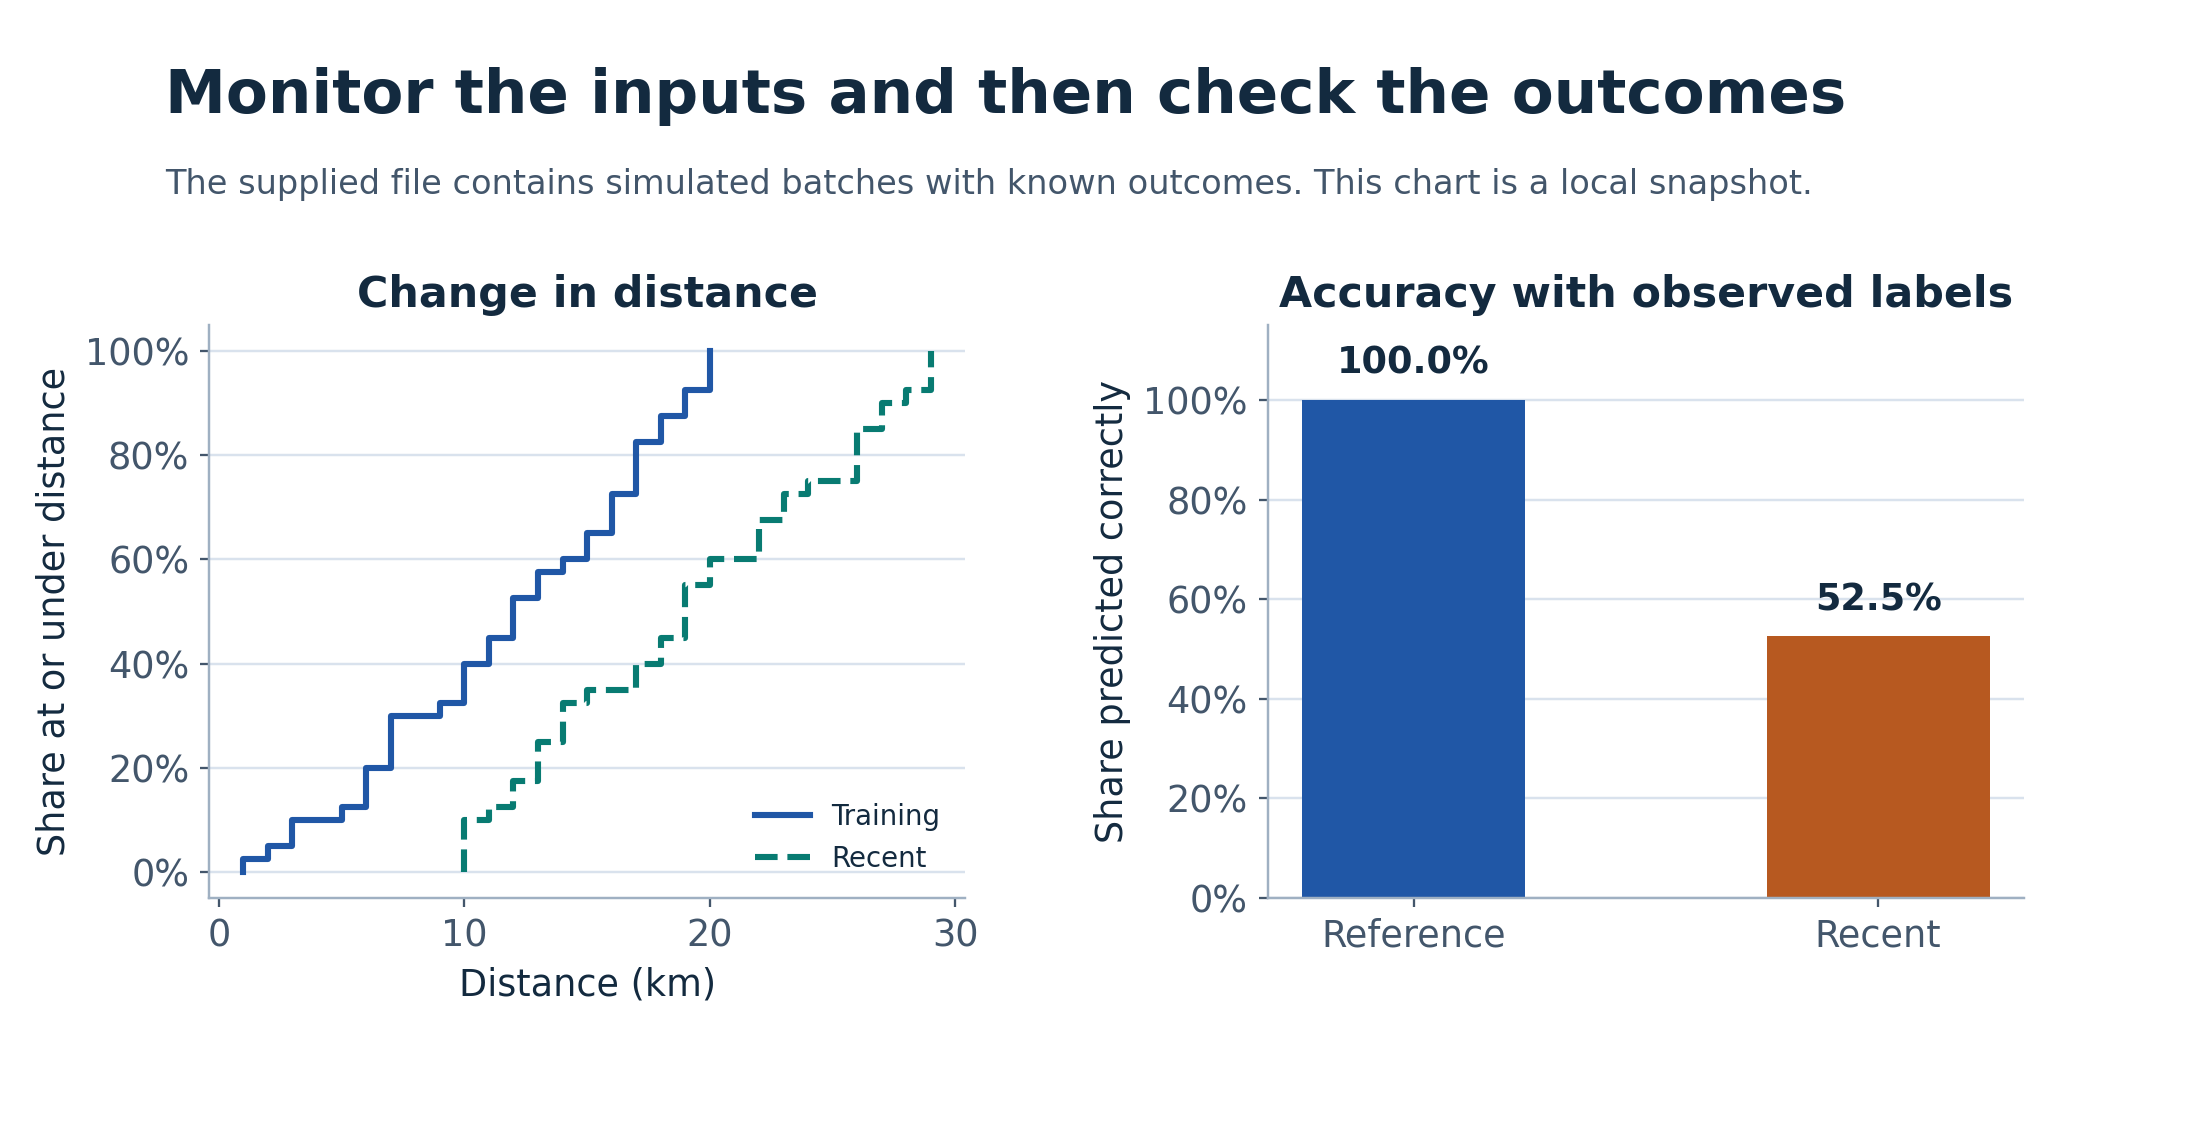 Monitor the inputs and then check the outcomes
The supplied file contains simulated batches with known outcomes. This chart is a local snapshot.
Change in distance
Share at or under distance
100%
80%
60%
40%
20%
0%
Training
Recent
0 10 20 30
Distance (km)
Accuracy with observed labels
Share predicted correctly
100%
80%
60%
40%
20%
0%
100.0%
52.5%
Reference Recent